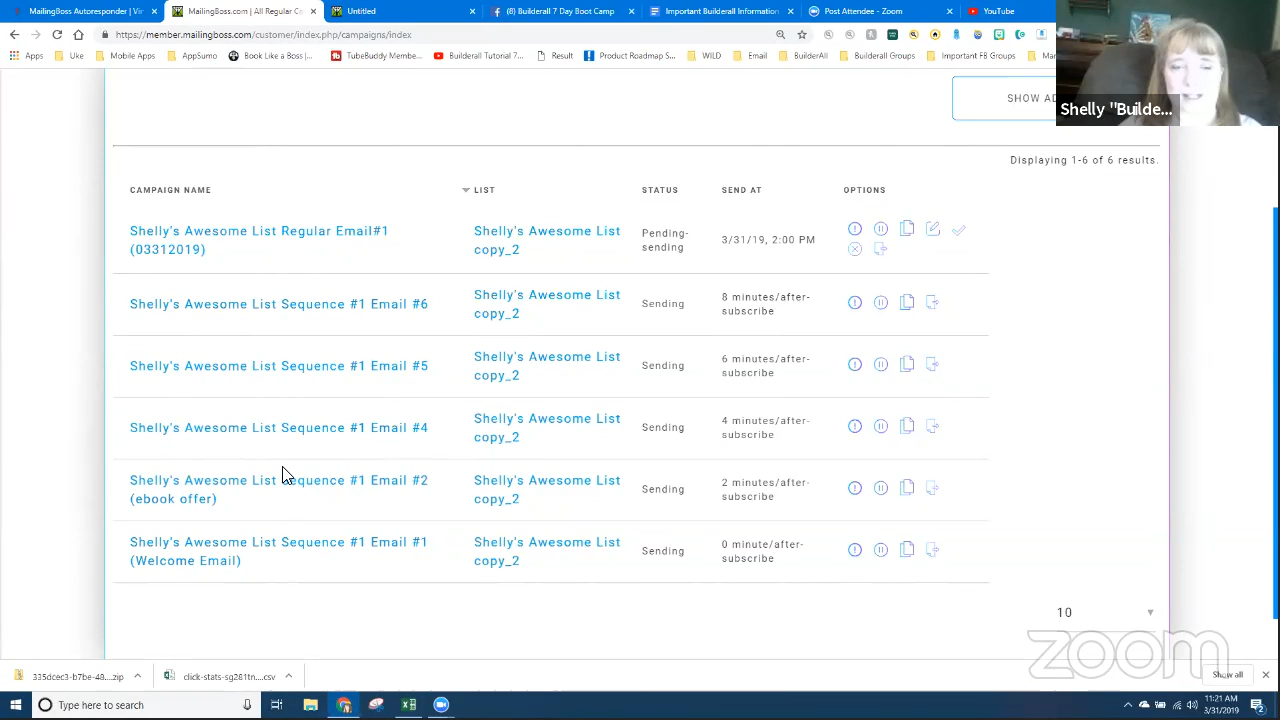 MailingBoss Autoresponder | Vir
MailingBoss.com | All Regular C
Untitled
(8) Builderall 7 Day Boot Camp
Important Builderall Information
Post Attendee - Zoom
YouTube
https://member.mailingboss.com/customer/index.php/campaigns/index
Apps
Uke
Mobile Apps
AppSumo
Book Like a Boss |...
TubeBuddy Membe...
Builderall Tutorial 7...
Result
Product Roadmap S...
WILD
Email
BuilderAll
Builderall Groups
Important FB Groups
Mar
Shelly "Builde...
SHOW AD
Displaying 1-6 of 6 results.
CAMPAIGN NAME
LIST
STATUS
SEND AT
OPTIONS
Shelly's Awesome List Regular Email#1
(03312019)
Shelly's Awesome List
copy_2
Pending-
sending
3/31/19, 2:00 PM
Shelly's Awesome List Sequence #1 Email #6
Shelly's Awesome List
copy_2
Sending
8 minutes/after-
subscribe
Shelly's Awesome List Sequence #1 Email #5
Shelly's Awesome List
copy_2
Sending
6 minutes/after-
subscribe
Shelly's Awesome List Sequence #1 Email #4
Shelly's Awesome List
copy_2
Sending
4 minutes/after-
subscribe
Shelly's Awesome List Sequence #1 Email #2
(ebook offer)
Shelly's Awesome List
copy_2
Sending
2 minutes/after-
subscribe
Shelly's Awesome List Sequence #1 Email #1
(Welcome Email)
Shelly's Awesome List
copy_2
Sending
0 minute/after-
subscribe
10
zoom
335dcec3-b7be-48....zip
click-stats-sg281tn....csv
Show all
Type here to search
11:21 AM
3/31/2019
2